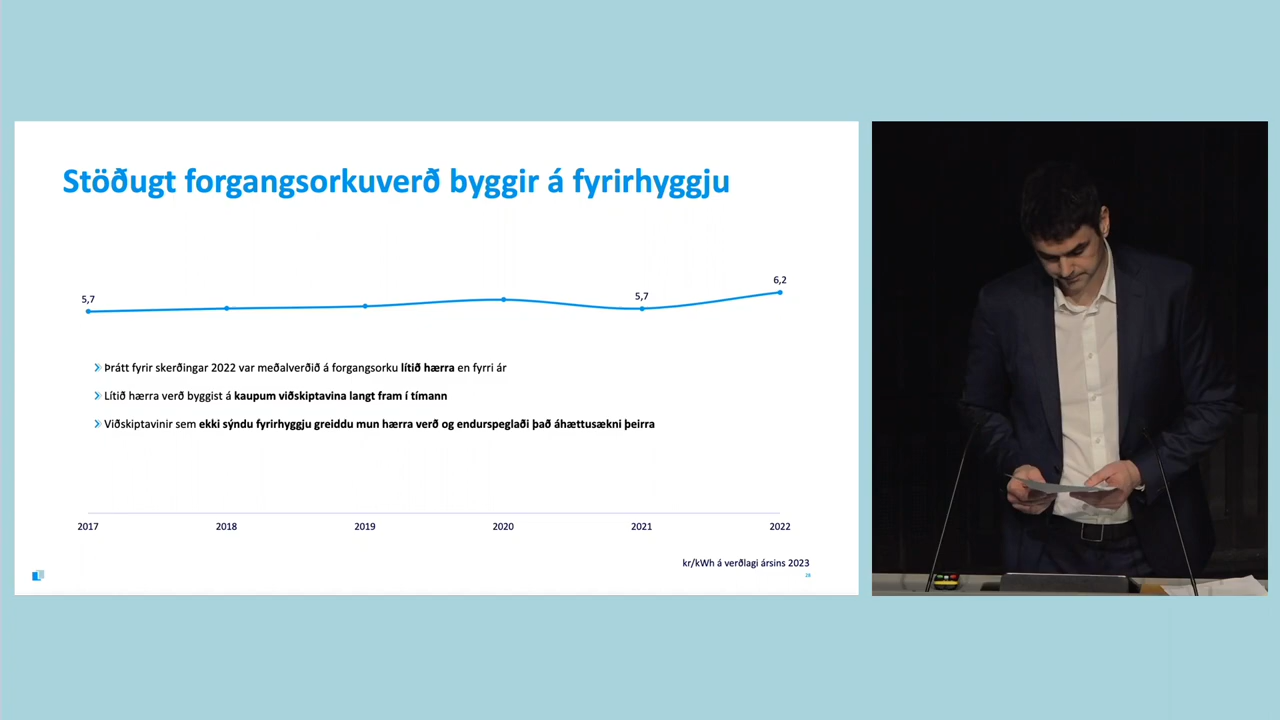 Stöðugt forgangsorkuverð byggir á fyrirhyggju
5,7
5,7
6,2
Þrátt fyrir skerðingar 2022 var meðalverðið á forgangsorku lítið hærra en fyrri ár
Lítið hærra verð byggist á kaupum viðskiptavina langt fram í tímann
Viðskiptavinir sem ekki sýndu fyrirhyggju greiddu mun hærra verð og endurspeglaði það áhættusækni þeirra
2017 2018 2019 2020 2021 2022
kr/kWh á verðlagi ársins 2023
28